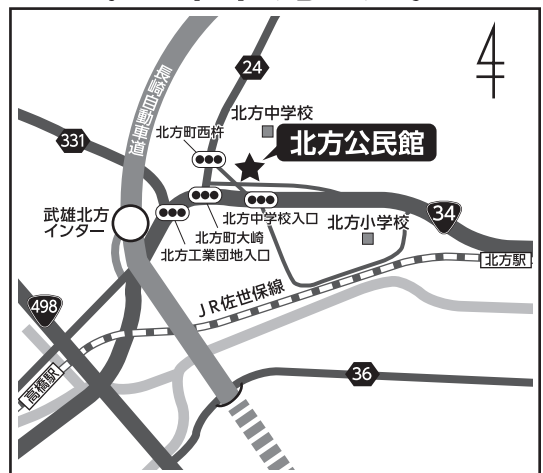 24
北方中学校
長崎自動車道
北方町西杵
331
北方公民館
武雄北方
インター
北方中学校入口
北方小学校
34
北方町大崎
北方工業団地入口
北方駅
JR佐世保線
498
高橋駅
36